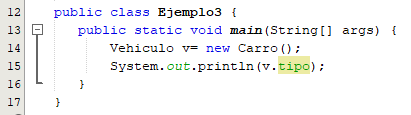 12 public class Ejemplo3 {
13 public static void main(String[] args) {
14 Vehiculo v= new Carro();
15 System.out.println(v.tipo);
16 }
17 }